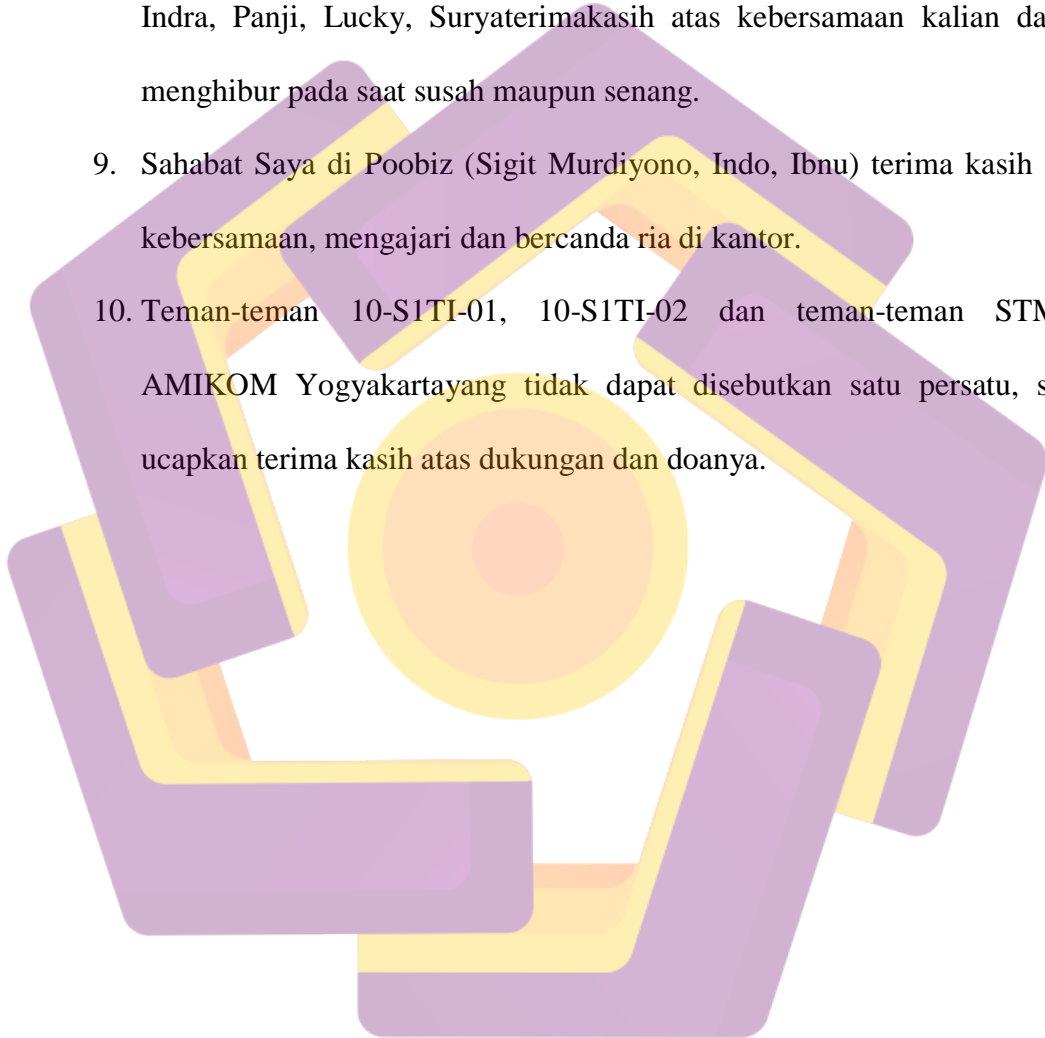 Indra, Panji, Lucky, Suryaterimakasih atas kebersamaan kalian da
menghibur pada saat susah maupun senang.
9. Sahabat Saya di Poobiz (Sigit Murdiyono, Indo, Ibnu) terima kasih
kebersamaan, mengajari dan bercanda ria di kantor.
10. Teman-teman 10-S1TI-01, 10-S1TI-02 dan teman-teman STM
AMIKOM Yogyakartayang tidak dapat disebutkan satu persatu, s
ucapkan terima kasih atas dukungan dan doanya.